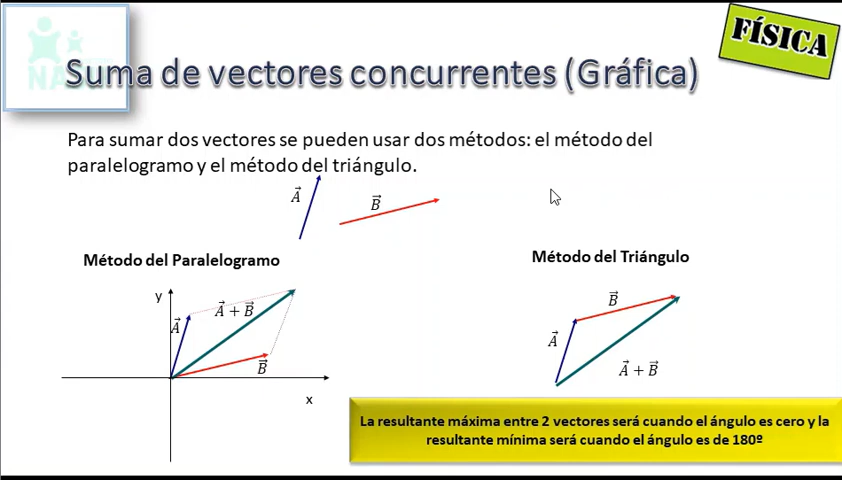 FÍSICA
NA
Suma de vectores concurrentes (Gráfica)
Para sumar dos vectores se pueden usar dos métodos: el método del
paralelogramo y el método del triángulo.
A⃗
B⃗
Método del Paralelogramo
y
A⃗
A⃗ + B⃗
B⃗
x
Método del Triángulo
B⃗
A⃗
A⃗ + B⃗
La resultante máxima entre 2 vectores será cuando el ángulo es cero y la
resultante mínima será cuando el ángulo es de 180º